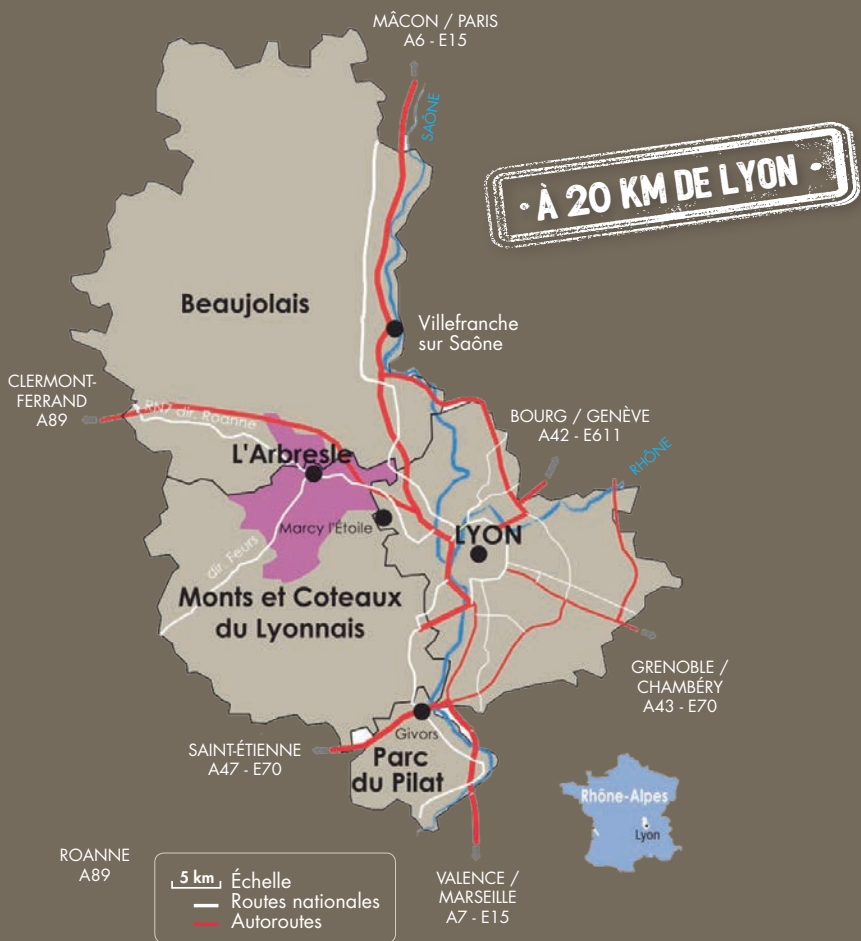 MÂCON / PARIS
A6 - E15
SAÔNE
· À 20 KM DE LYON ·
Beaujolais
Villefranche
sur Saône
CLERMONT-
FERRAND
A89
RN7 dir. Roanne
BOURG / GENÈVE
A42 - E611
RHÔNE
L'Arbresle
Marcy l'Étoile
LYON
dir. Feurs
Monts et Coteaux
du Lyonnais
GRENOBLE /
CHAMBÉRY
A43 - E70
Givors
SAINT-ÉTIENNE
A47 - E70
Parc
du Pilat
Rhône-Alpes
Lyon
ROANNE
A89
5 km Échelle
Routes nationales
Autoroutes
VALENCE /
MARSEILLE
A7 - E15